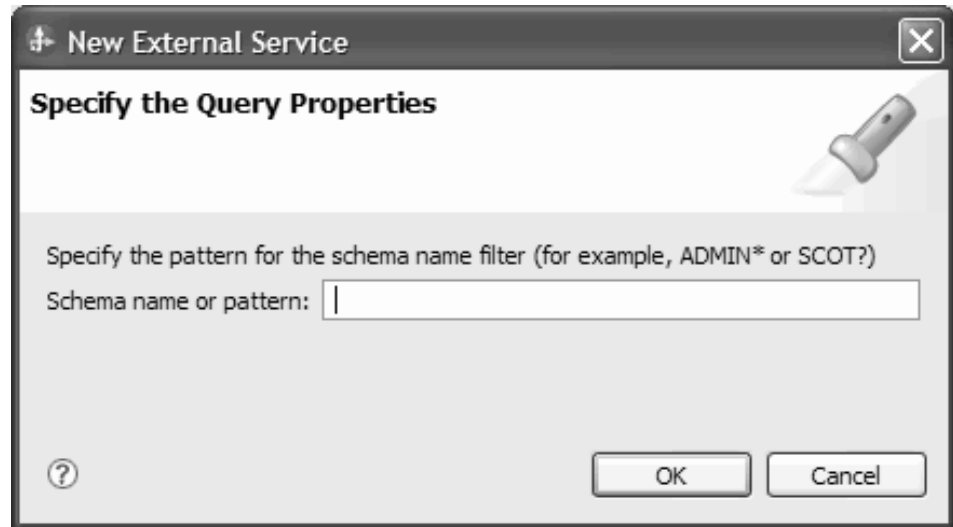 New External Service
Specify the Query Properties
Specify the pattern for the schema name filter (for example, ADMIN* or SCOT?)
Schema name or pattern:
?
OK Cancel